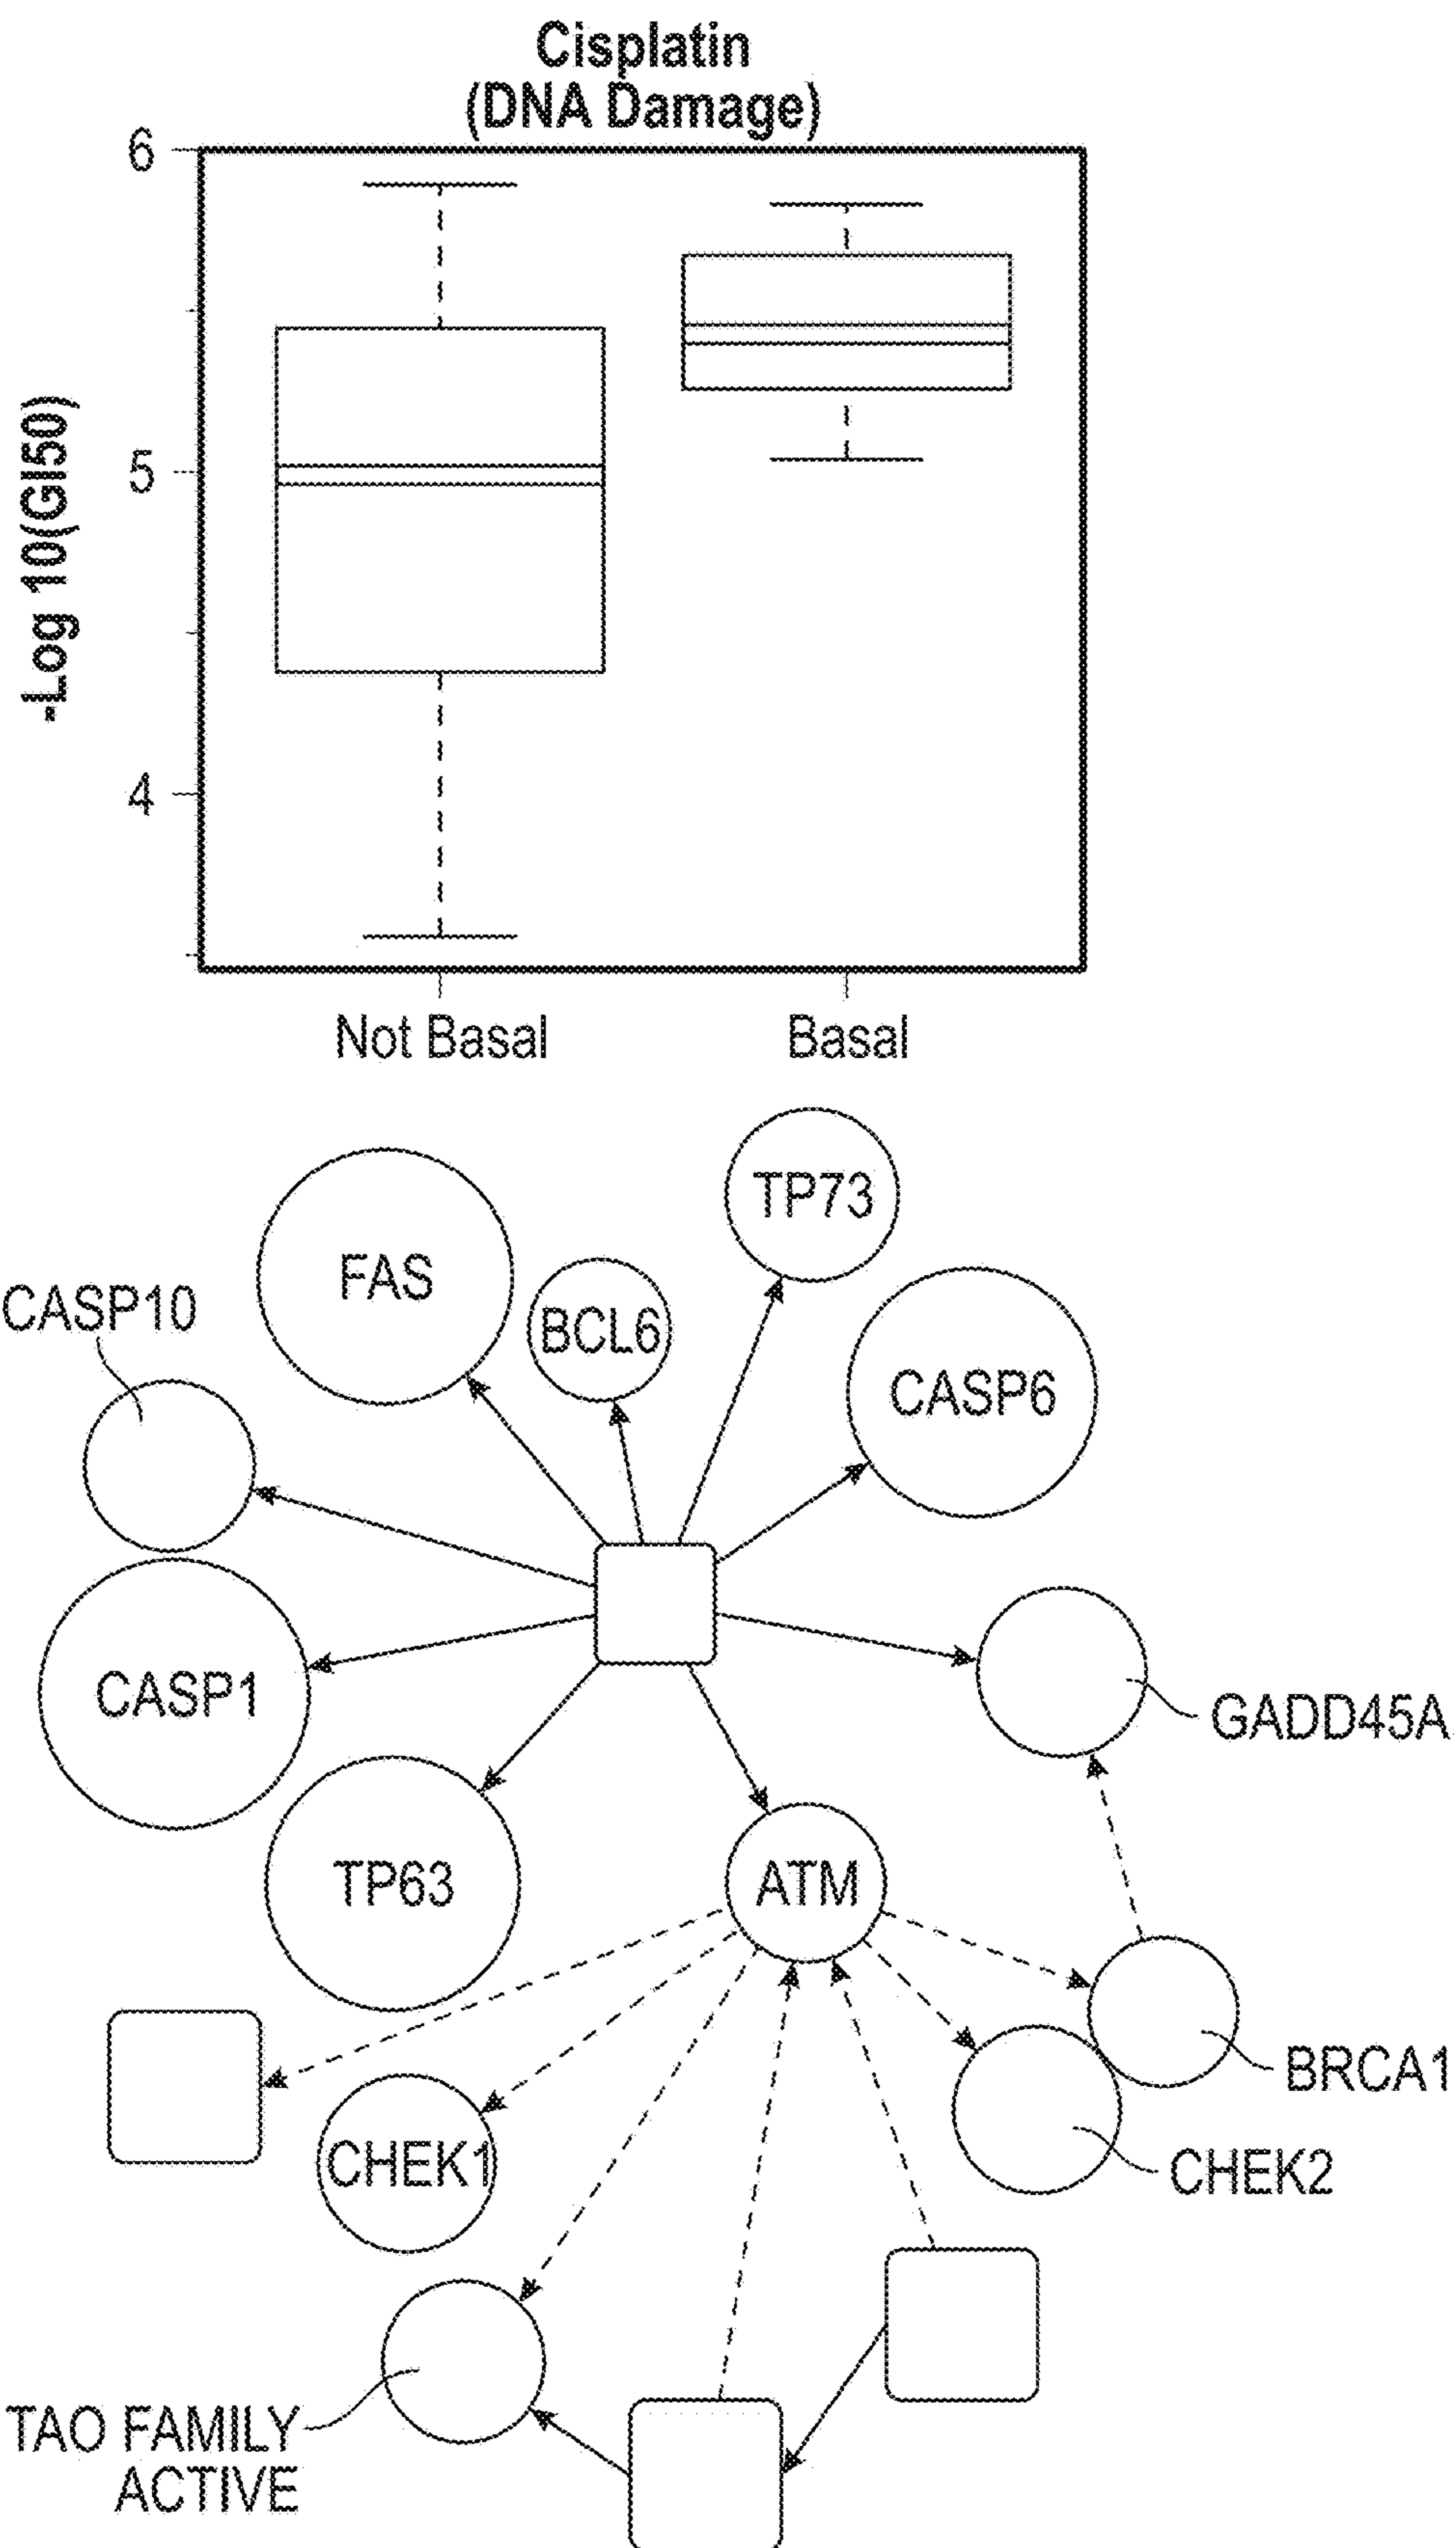 Cisplatin
(DNA Damage)
6
5
4
-Log 10(GI50)
Not Basal
Basal
TP73
FAS
BCL6
CASP10
CASP6
CASP1
GADD45A
TP63
ATM
BRCA1
CHEK1
CHEK2
TAO FAMILY
ACTIVE